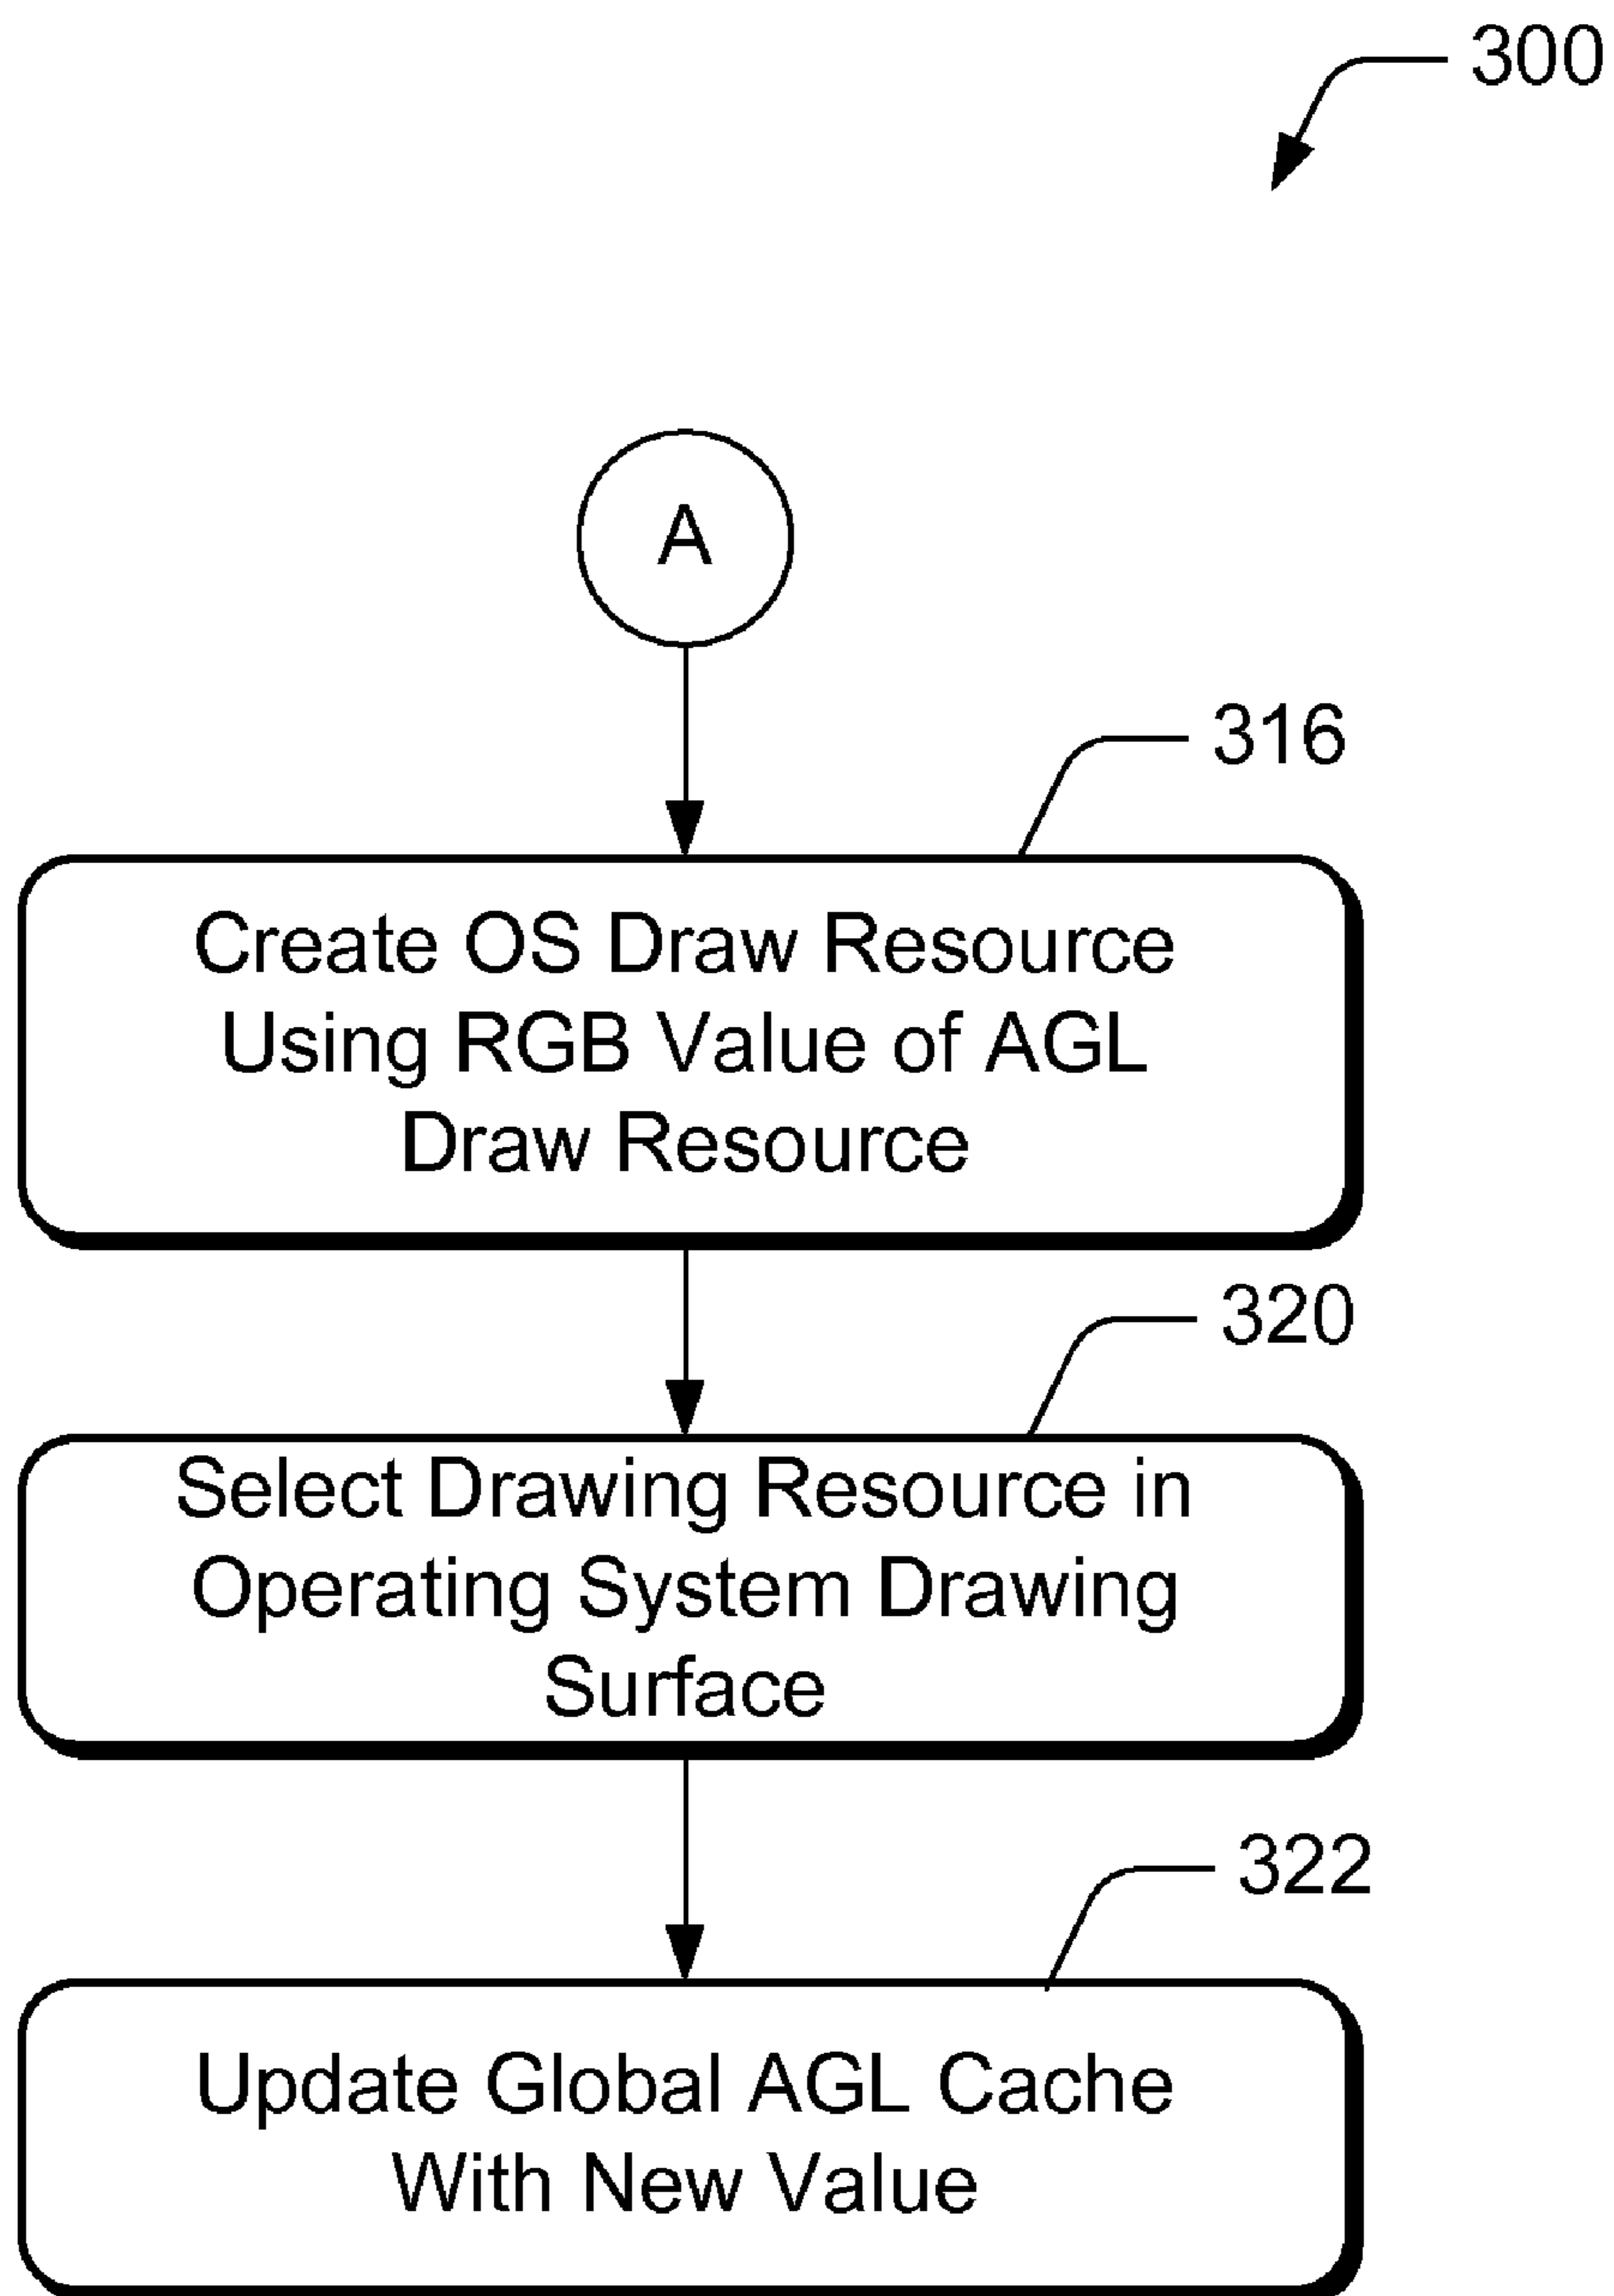 300
A
316
Create OS Draw Resource
Using RGB Value of AGL
Draw Resource
320
Select Drawing Resource in
Operating System Drawing
Surface
322
Update Global AGL Cache
With New Value